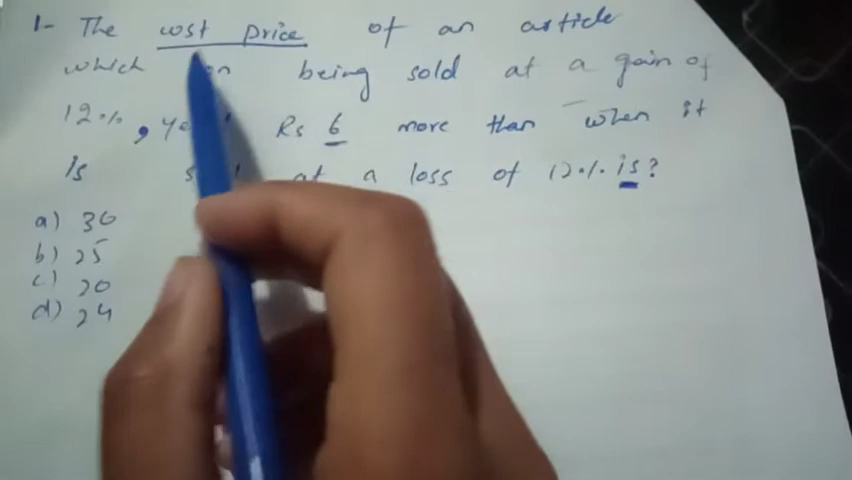 1- The cost price of an article
which being sold at a gain of
12%, Rs 6 more than when it
is at a loss of 12% is?
a) 30
b) 25
c) 20
d) 24